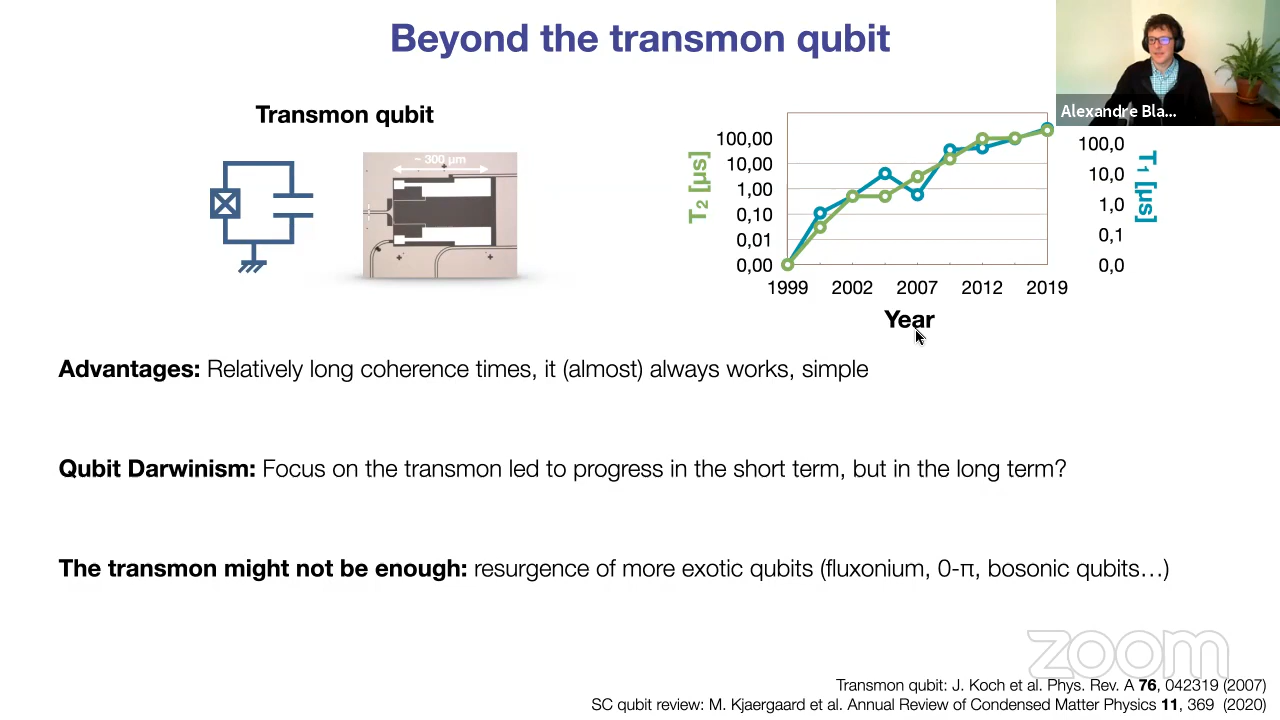 Beyond the transmon qubit
Alexandre Bla...
Transmon qubit
~ 300 μm
T₂ [μs]
100,00
10,00
1,00
0,10
0,01
0,00
100,0
10,0
1,0
0,1
0,0
T₁ [μs]
1999 2002 2007 2012 2019
Year
Advantages: Relatively long coherence times, it (almost) always works, simple
Qubit Darwinism: Focus on the transmon led to progress in the short term, but in the long term?
The transmon might not be enough: resurgence of more exotic qubits (fluxonium, 0-π, bosonic qubits…)
zoom
Transmon qubit: J. Koch et al. Phys. Rev. A 76, 042319 (2007)
SC qubit review: M. Kjaergaard et al. Annual Review of Condensed Matter Physics 11, 369 (2020)